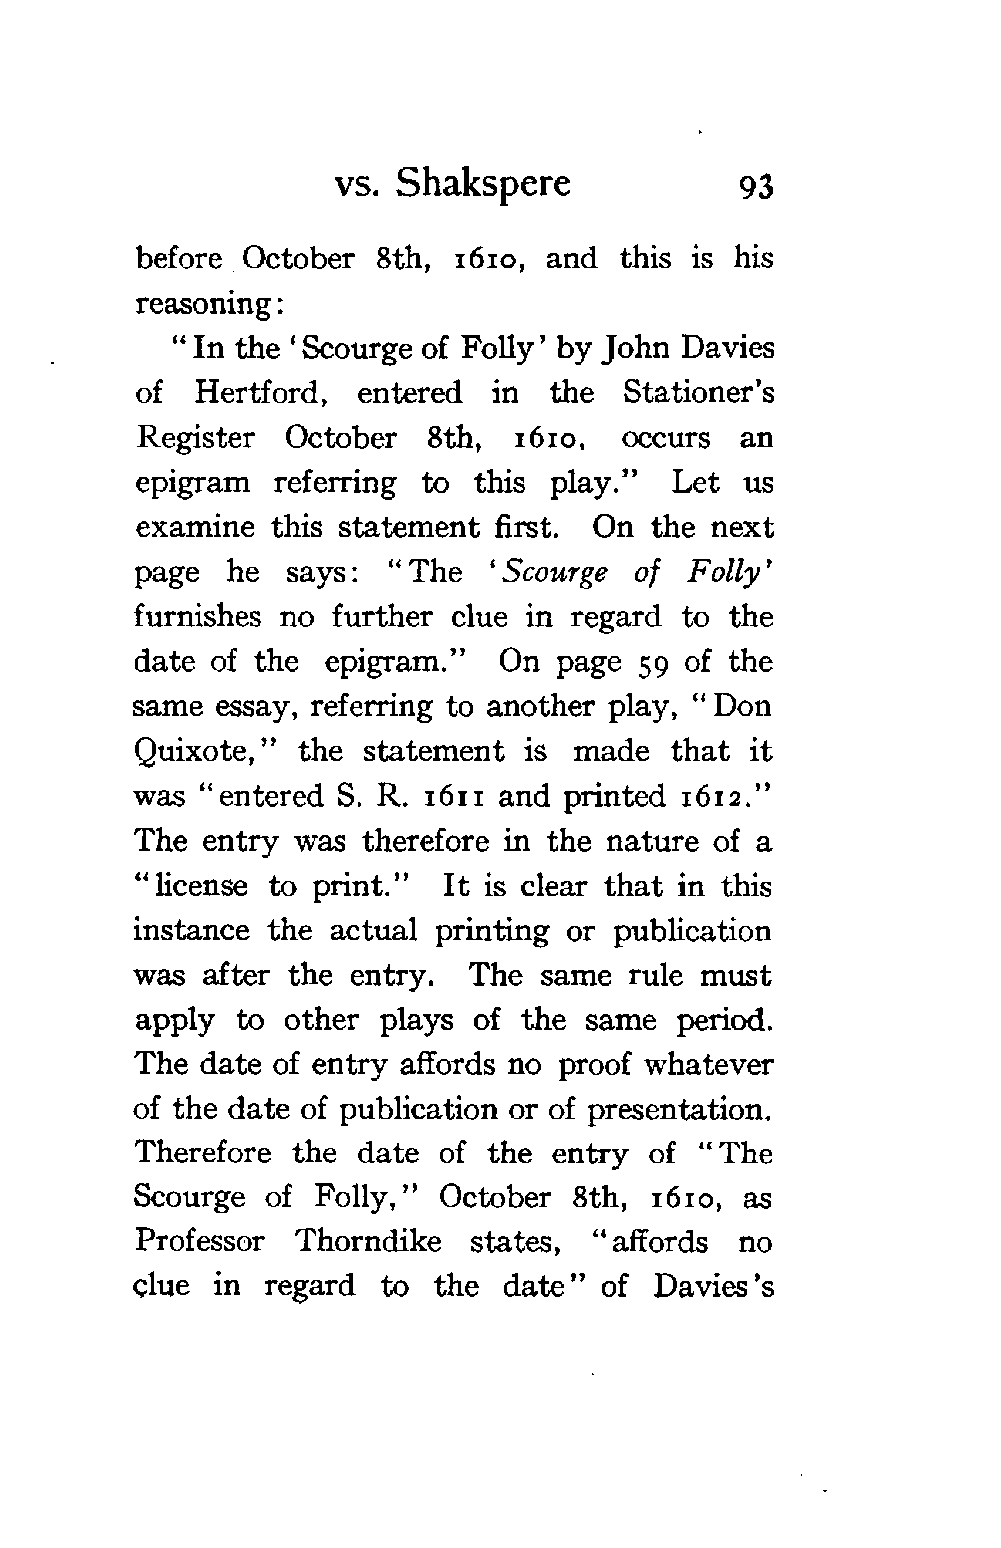 vs. Shakspere 93
before October 8th, 1610, and this is his
reasoning:
"In the 'Scourge of Folly' by John Davies
of Hertford, entered in the Stationer's
Register October 8th, 1610, occurs an
epigram referring to this play." Let us
examine this statement first. On the next
page he says: "The 'Scourge of Folly'
furnishes no further clue in regard to the
date of the epigram." On page 59 of the
same essay, referring to another play, "Don
Quixote," the statement is made that it
was "entered S. R. 1611 and printed 1612."
The entry was therefore in the nature of a
"license to print." It is clear that in this
instance the actual printing or publication
was after the entry. The same rule must
apply to other plays of the same period.
The date of entry affords no proof whatever
of the date of publication or of presentation.
Therefore the date of the entry of "The
Scourge of Folly," October 8th, 1610, as
Professor Thorndike states, "affords no
clue in regard to the date" of Davies's